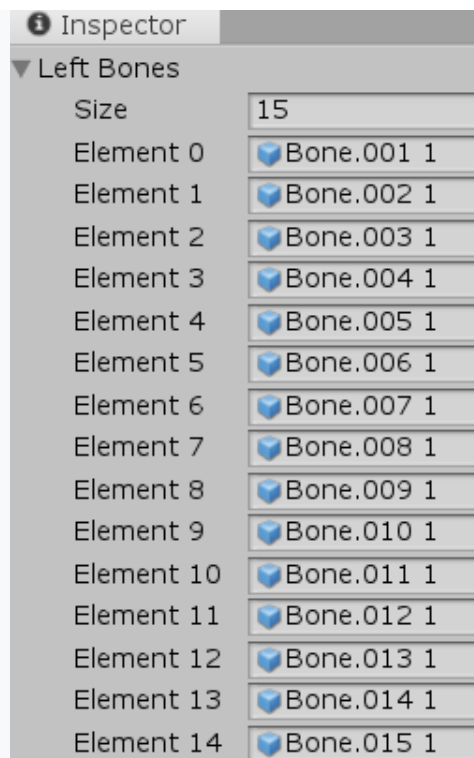 Inspector
Left Bones
Size 15
Element 0 Bone.001 1
Element 1 Bone.002 1
Element 2 Bone.003 1
Element 3 Bone.004 1
Element 4 Bone.005 1
Element 5 Bone.006 1
Element 6 Bone.007 1
Element 7 Bone.008 1
Element 8 Bone.009 1
Element 9 Bone.010 1
Element 10 Bone.011 1
Element 11 Bone.012 1
Element 12 Bone.013 1
Element 13 Bone.014 1
Element 14 Bone.015 1